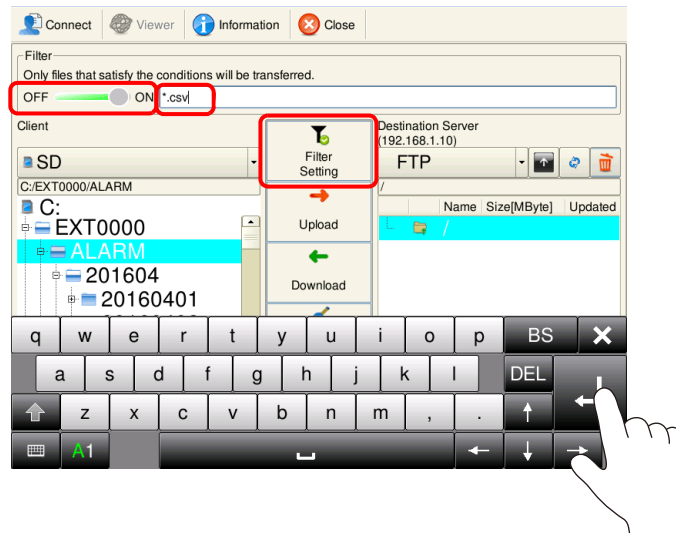 Connect Viewer Information Close
Filter
Only files that satisfy the conditions will be transferred.
OFF ON *.csv
Client
Destination Server
(192.168.1.10)
SD
Filter
Setting
FTP
C:/EXT0000/ALARM
/
C:
Name Size[MByte] Updated
EXT0000
Upload
/
ALARM
201604
Download
20160401
q w e r t y u i o p BS
a s d f g h j k l DEL
z x c v b n m , .
A1